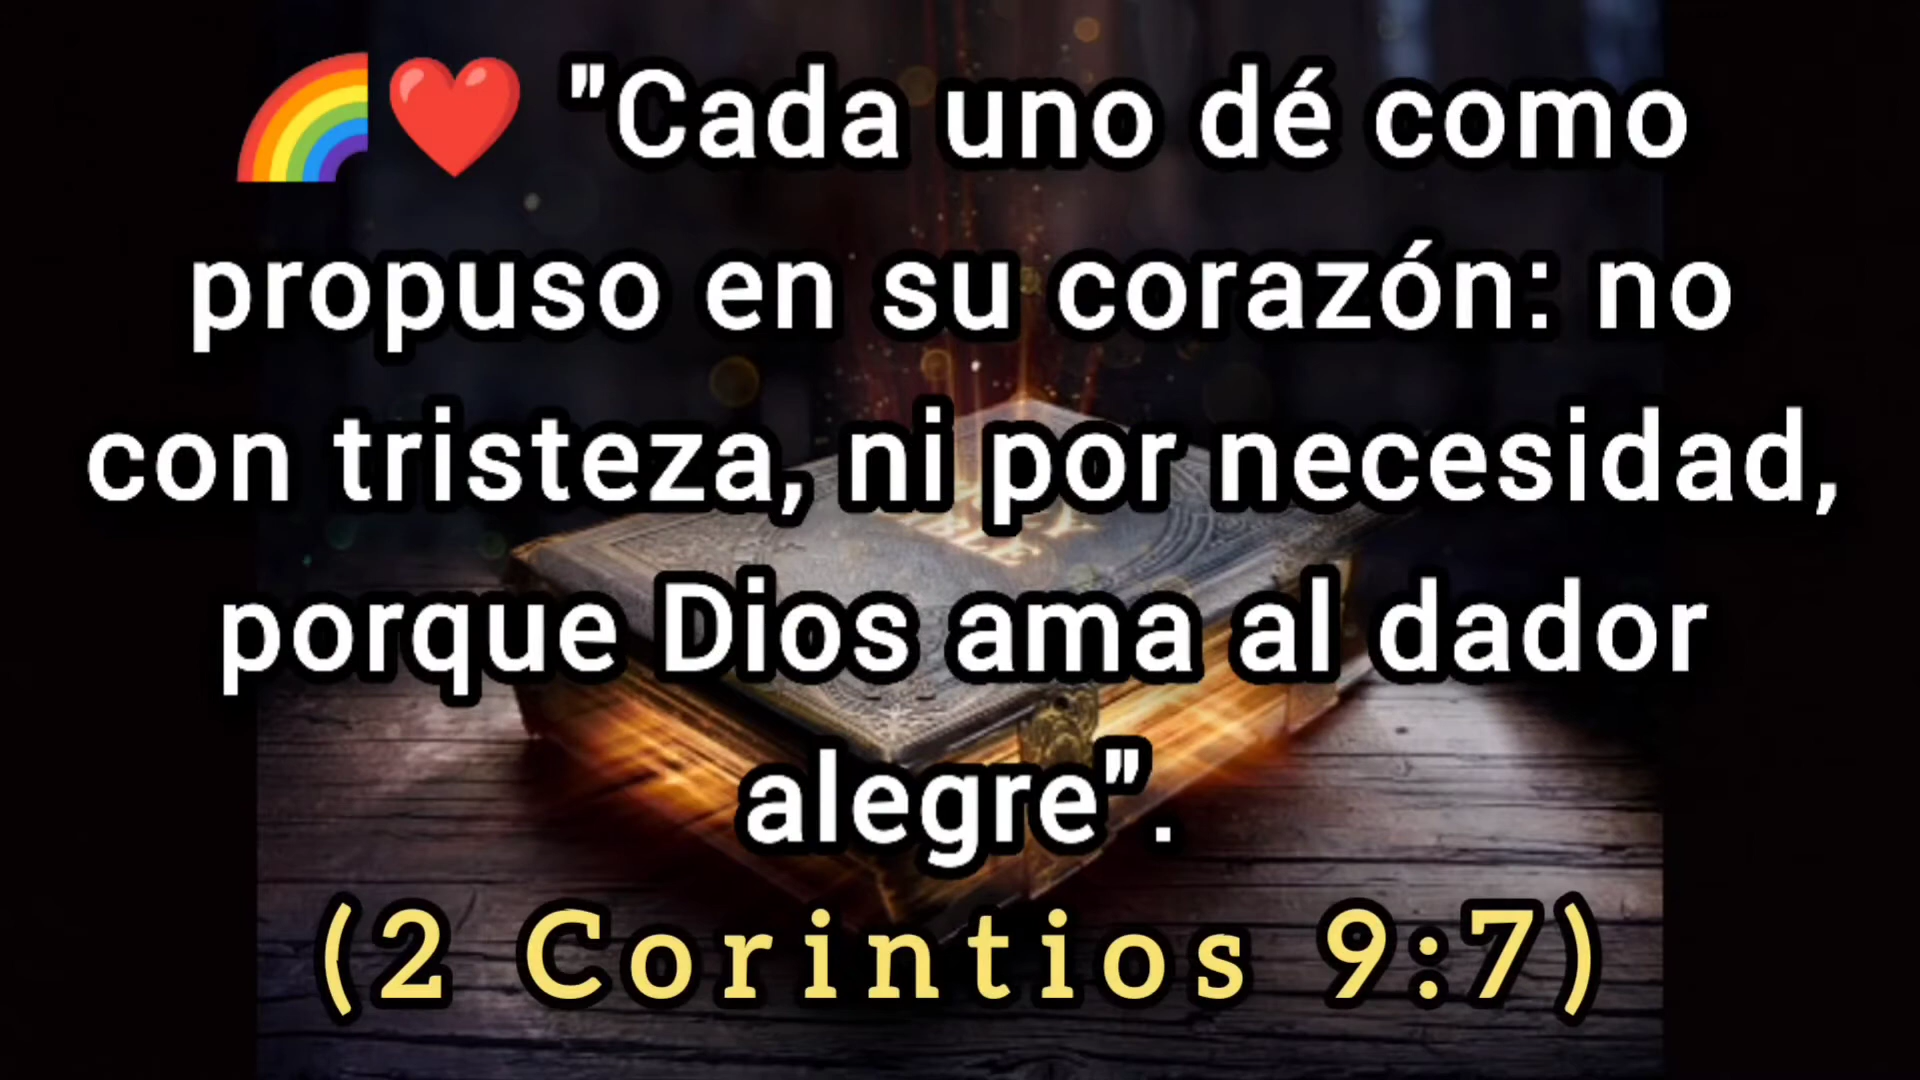 🌈❤️ "Cada uno dé como
propuso en su corazón: no
con tristeza, ni por necesidad,
porque Dios ama al dador
alegre".
(2 Corintios 9:7)